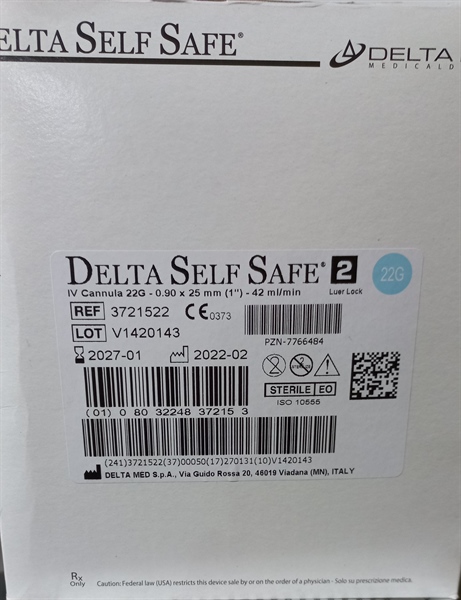 DELTA SELF SAFE®
DELTA
MEDICALD
DELTA SELF SAFE® 2 22G
Luer Lock
IV Cannula 22G - 0.90 x 25 mm (1") - 42 ml/min
REF 3721522 CE 0373
LOT V1420143
PZN-7766484
2027-01 2022-02
STERILE EO
ISO 10555
(01) 0 80 32248 37215 3
(241)3721522(37)00050(17)270131(10)V1420143
DELTA MED S.p.A., Via Guido Rossa 20, 46019 Viadana (MN), ITALY
Rx Only
Caution: Federal law (USA) restricts this device sale by or on the order of a physician - Solo su prescrizione medica.